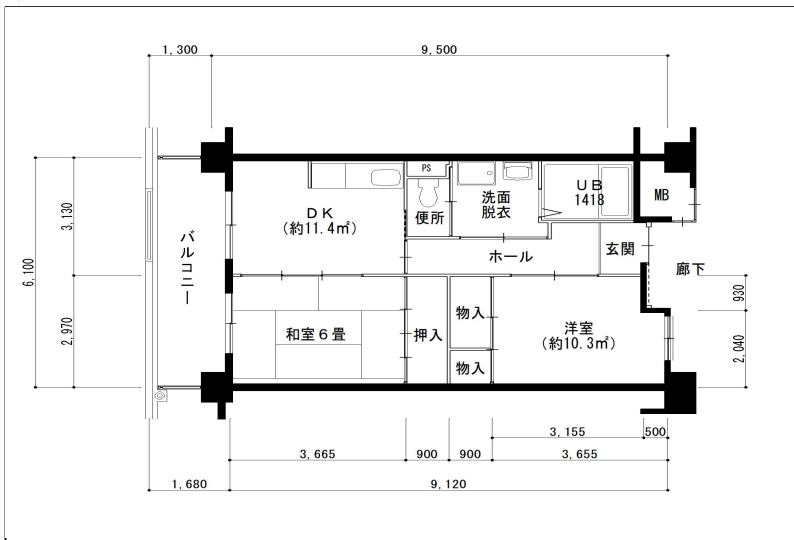 1,300
9,500
PS
UB
1418
MB
洗面
脱衣
便所
DK
(約11.4㎡)
玄関
ホール
廊下
バルコニー
3,130
6,100
2,970
930
2,040
和室6畳
押入
物入
物入
洋室
(約10.3㎡)
3,155
500
3,665
900
900
3,655
1,680
9,120